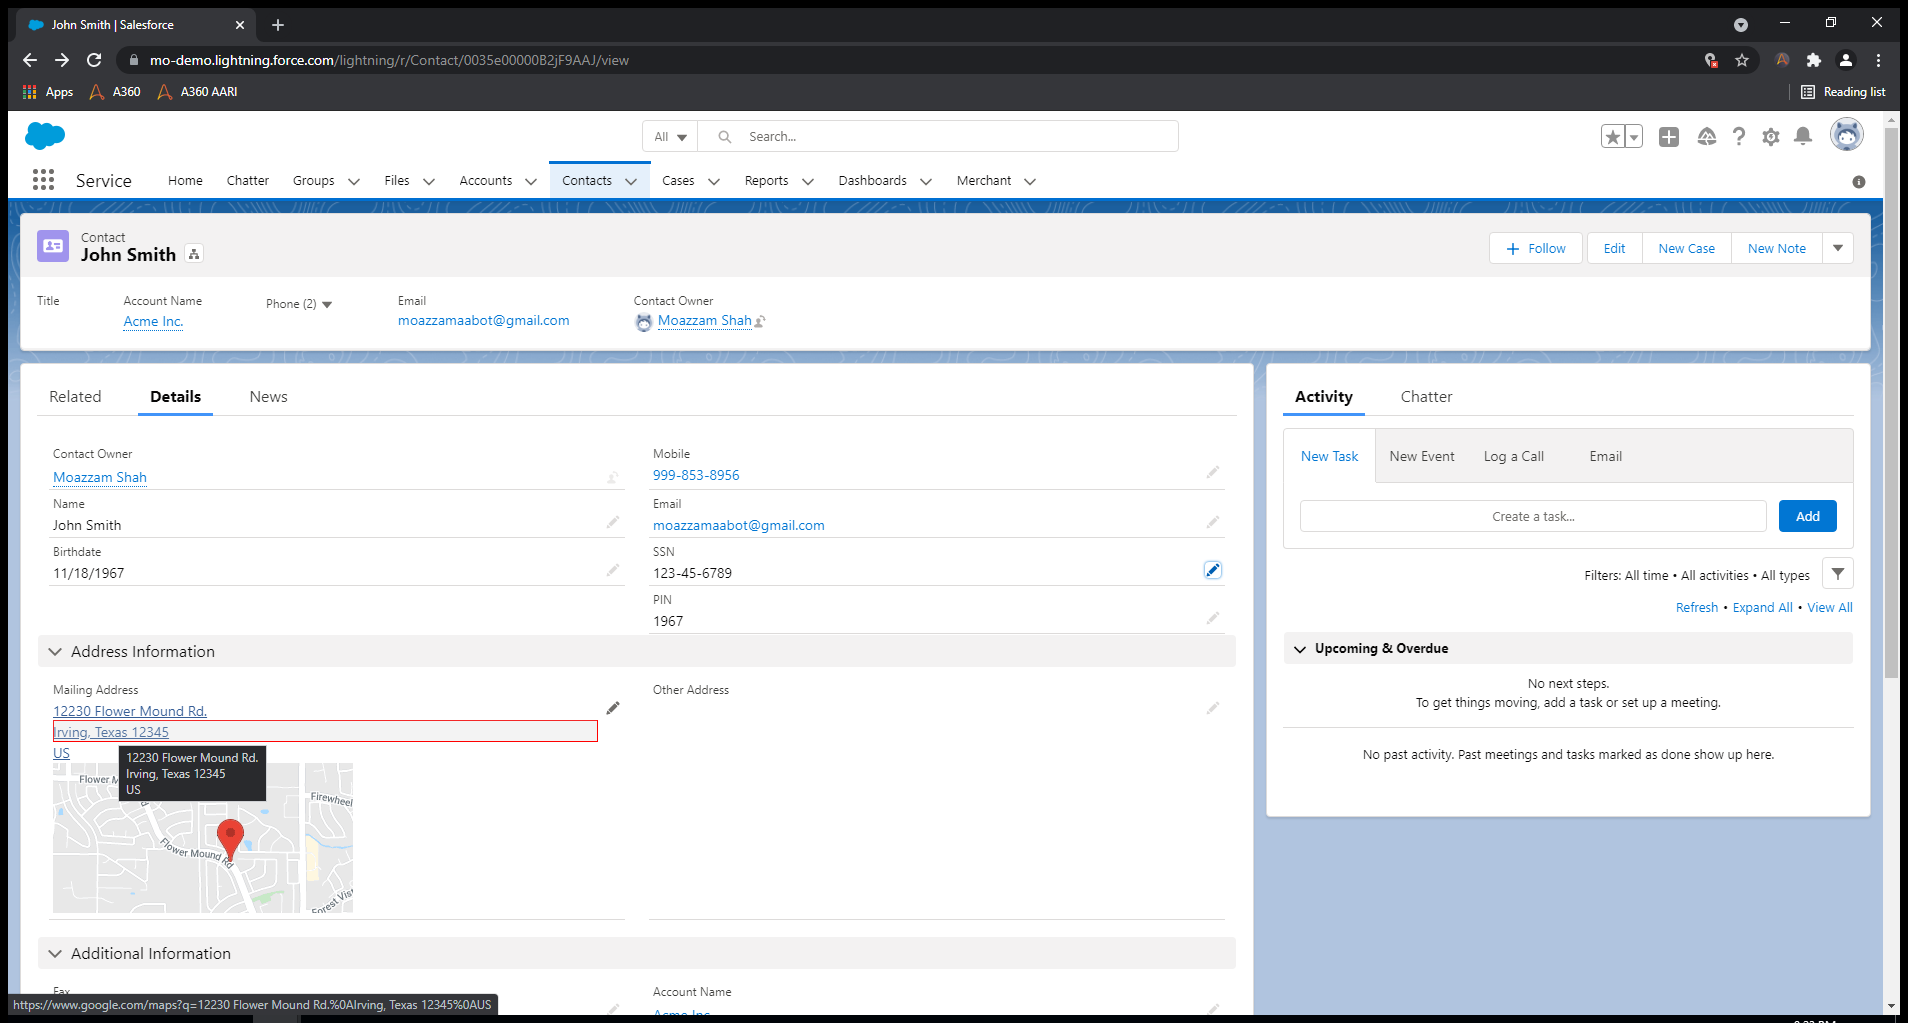 John Smith | Salesforce
mo-demo.lightning.force.com/lightning/r/Contact/0035e00000B2jF9AAJ/view
Apps A360 A360 AARI Reading list
All Search...
Service Home Chatter Groups Files Accounts Contacts Cases Reports Dashboards Merchant
Contact
John Smith
Follow Edit New Case New Note
Title Account Name Phone (2) Email Contact Owner
Acme Inc. moazzamaabot@gmail.com Moazzam Shah
Related Details News
Contact Owner
Moazzam Shah
Name
John Smith
Birthdate
11/18/1967
Mobile
999-853-8956
Email
moazzamaabot@gmail.com
SSN
123-45-6789
PIN
1967
Address Information
Mailing Address
12230 Flower Mound Rd.
Irving, Texas 12345
US
12230 Flower Mound Rd.
Irving, Texas 12345
US
Other Address
Flower M
Firewheel
Flower Mound Rd
Forest Vis
Additional Information
Fax
Account Name
Acme Inc.
Activity Chatter
New Task New Event Log a Call Email
Create a task... Add
Filters: All time • All activities • All types
Refresh • Expand All • View All
Upcoming & Overdue
No next steps.
To get things moving, add a task or set up a meeting.
No past activity. Past meetings and tasks marked as done show up here.
https://www.google.com/maps?q=12230 Flower Mound Rd.%0AIrving, Texas 12345%0AUS